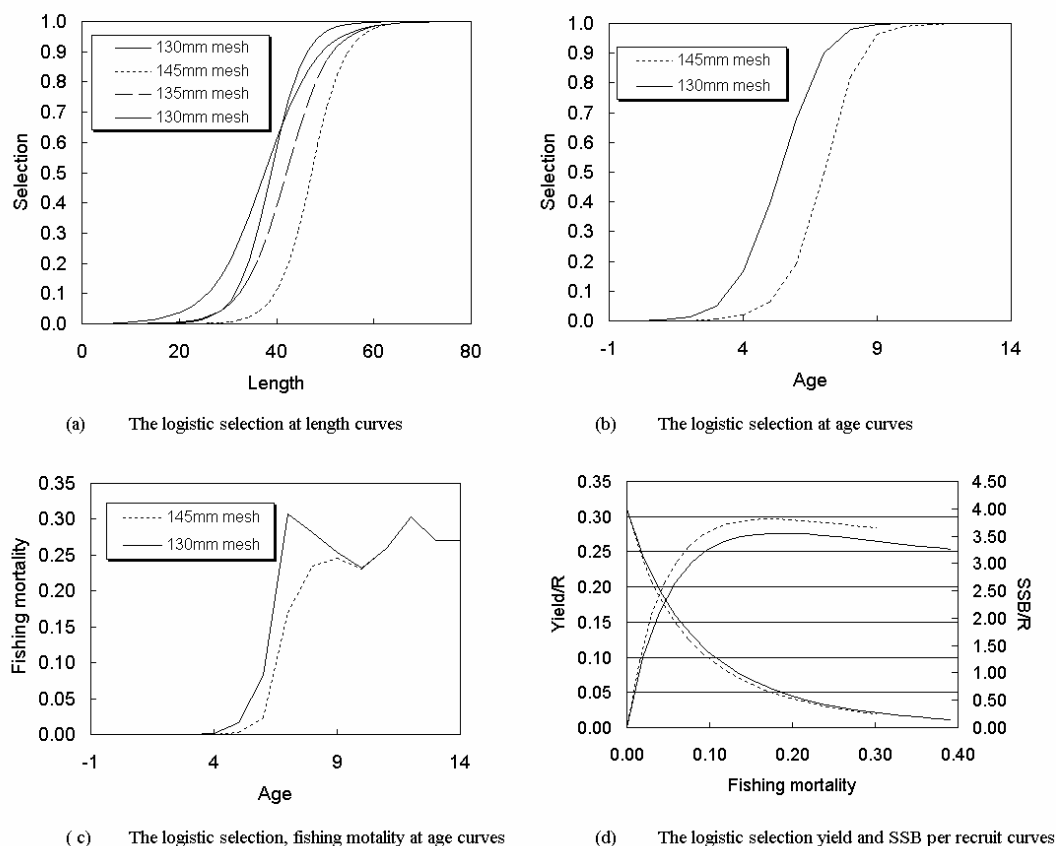 1.0
0.9
0.8
0.7
0.6
0.5
0.4
0.3
0.2
0.1
0.0
Selection
130mm mesh
145mm mesh
135mm mesh
130mm mesh
0 20 40 60 80
Length
(a) The logistic selection at length curves
1.0
0.9
0.8
0.7
0.6
0.5
0.4
0.3
0.2
0.1
0.0
Selection
145mm mesh
130mm mesh
-1 4 9 14
Age
(b) The logistic selection at age curves
0.35
0.30
0.25
0.20
0.15
0.10
0.05
0.00
Fishing mortality
145mm mesh
130mm mesh
-1 4 9 14
Age
( c) The logistic selection, fishing motality at age curves
0.35
0.30
0.25
0.20
0.15
0.10
0.05
0.00
Yield/R
4.50
4.00
3.50
3.00
2.50
2.00
1.50
1.00
0.50
0.00
SSB/R
0.00 0.10 0.20 0.30 0.40
Fishing mortality
(d) The logistic selection yield and SSB per recruit curves